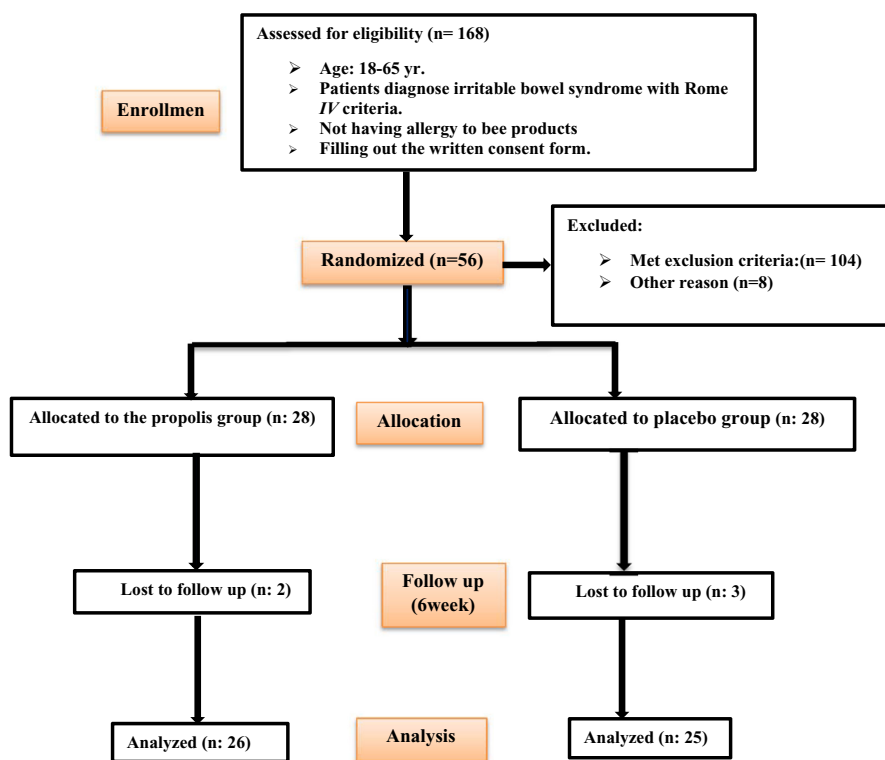 Assessed for eligibility (n= 168)
➢ Age: 18-65 yr.
➢ Patients diagnose irritable bowel syndrome with Rome
IV criteria.
➢ Not having allergy to bee products
➢ Filling out the written consent form.
Enrollmen
Randomized (n=56)
Excluded:
➢ Met exclusion criteria:(n= 104)
➢ Other reason (n=8)
Allocated to the propolis group (n: 28)
Allocation
Allocated to placebo group (n: 28)
Lost to follow up (n: 2)
Follow up
(6week)
Lost to follow up (n: 3)
Analyzed (n: 26)
Analysis
Analyzed (n: 25)